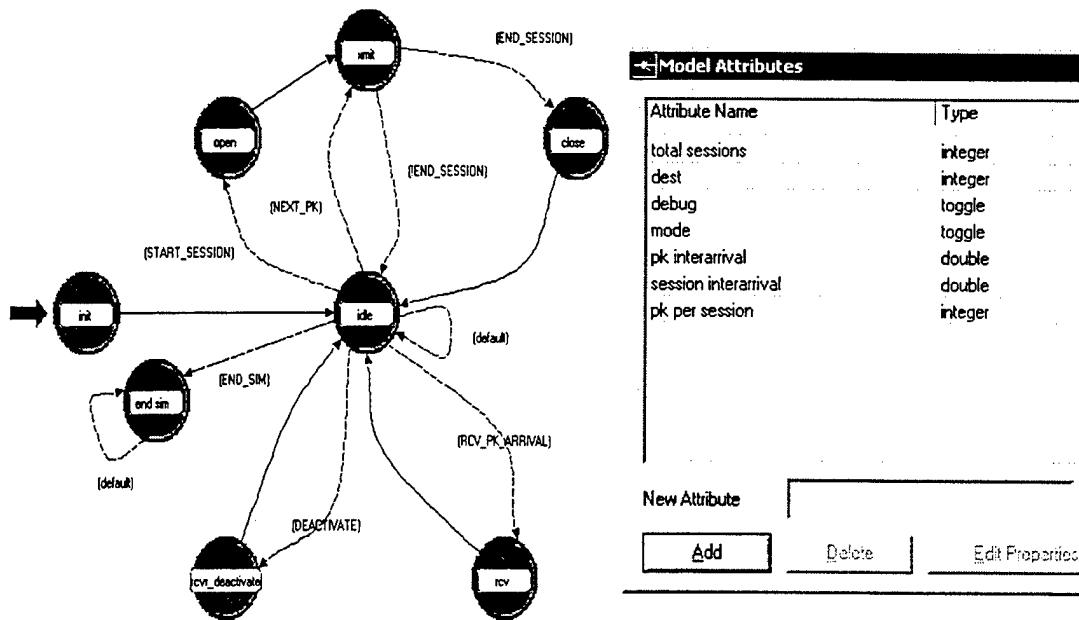 xmit
(END_SESSION)
open
close
(!END_SESSION)
(NEXT_PK)
(START_SESSION)
init
idle
(default)
(END_SIM)
end sim
(default)
(RCV_PK_ARRIVAL)
(DEACTIVATE)
rcvr_deactivate
rcv
Model Attributes
Attribute Name Type
total sessions integer
dest integer
debug toggle
mode toggle
pk interarrival double
session interarrival double
pk per session integer
New Attribute
Add Delete Edit Properties